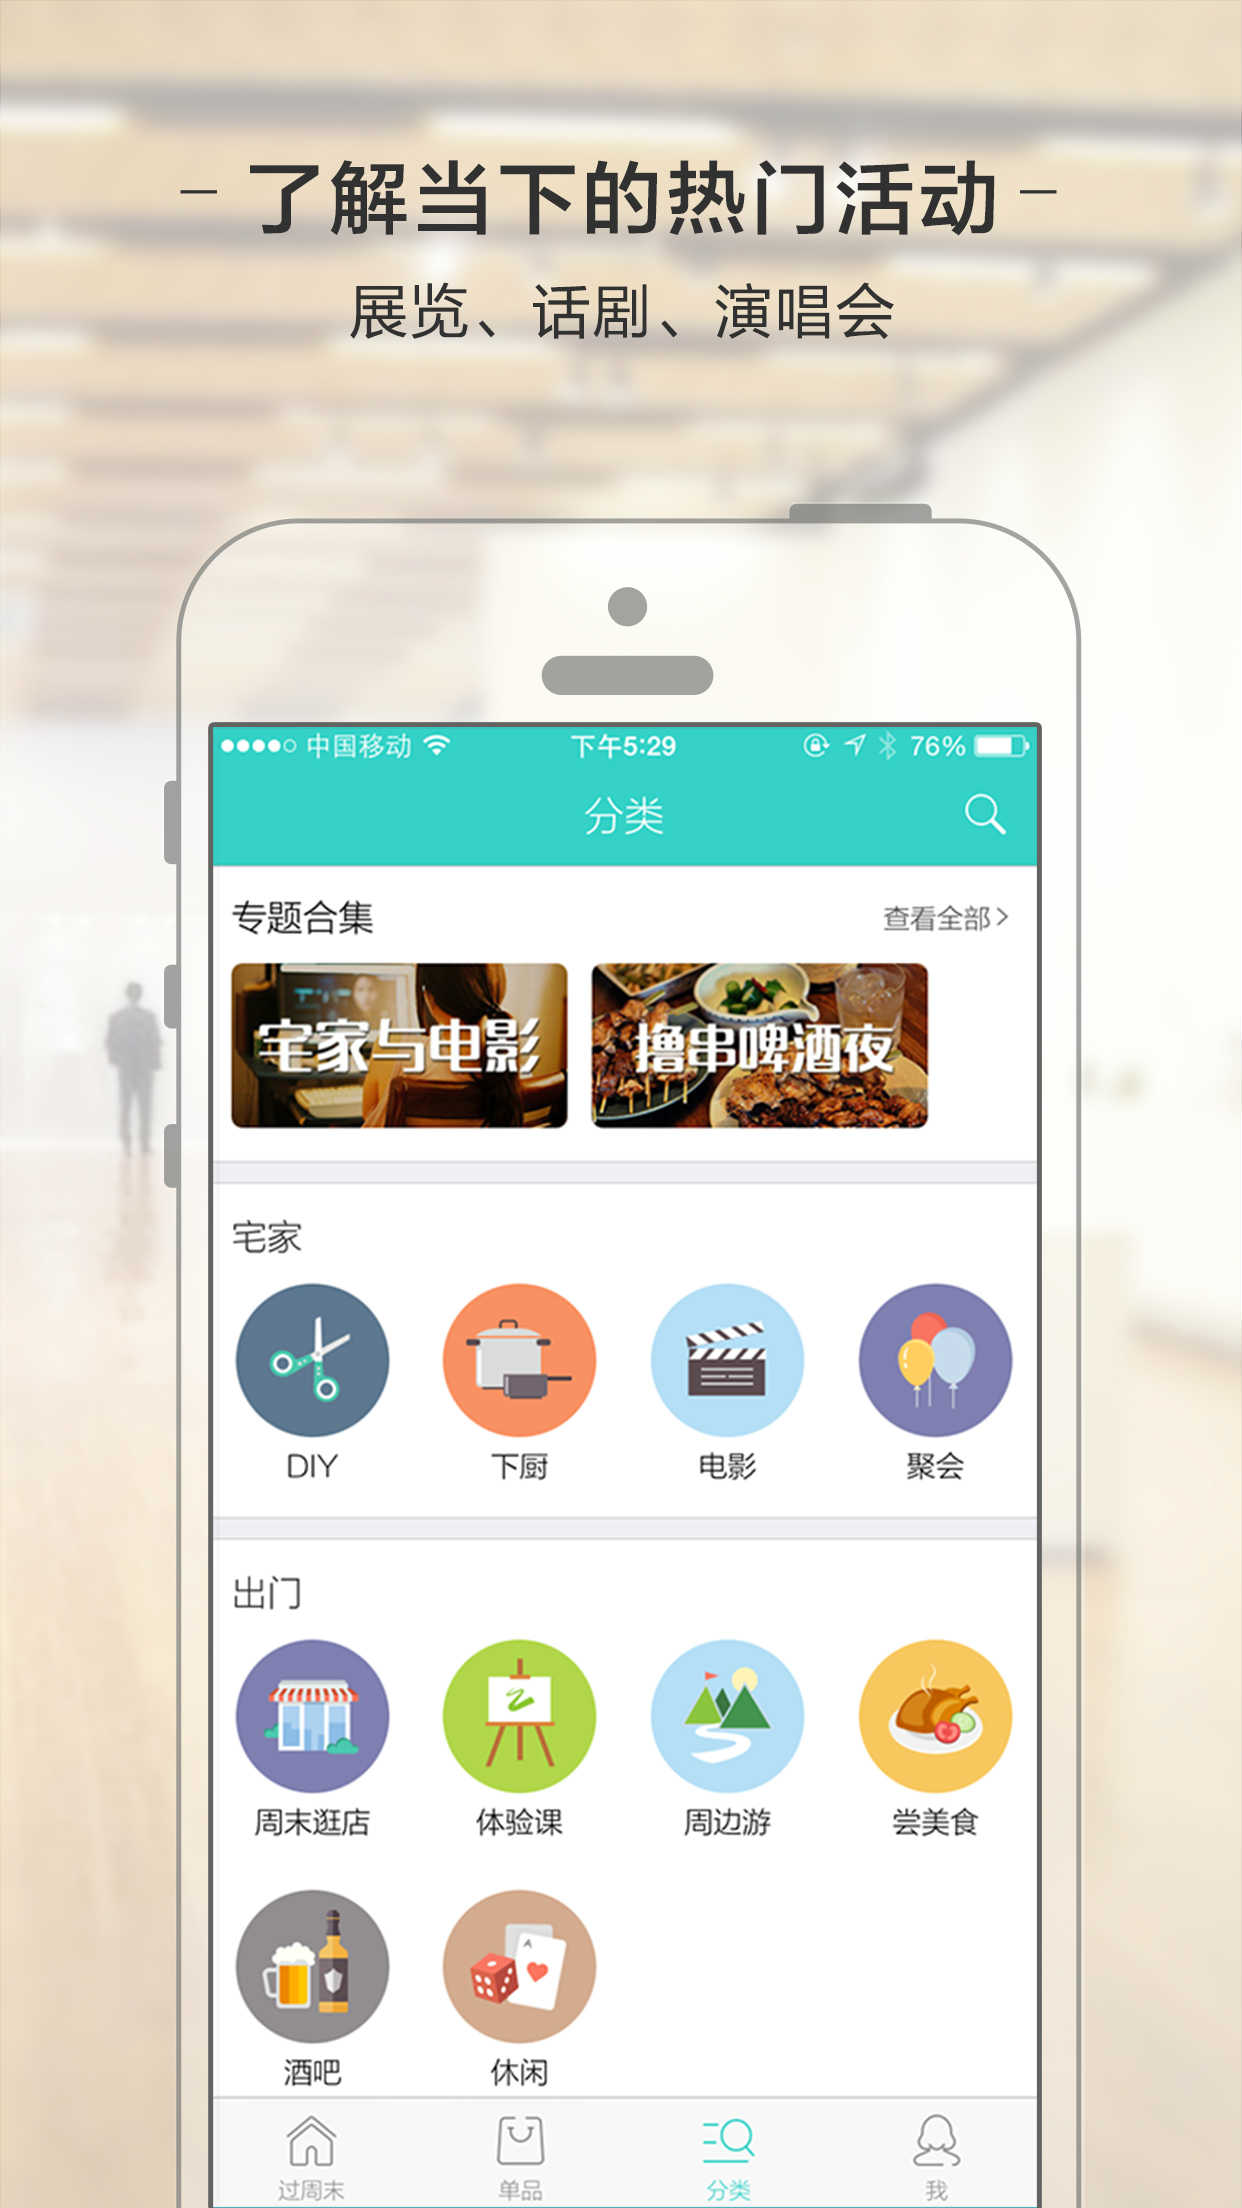 - 了解当下的热门活动 -
展览、话剧、演唱会
中国移动 下午5:29 76%
分类
专题合集 查看全部>
宅家与电影 撸串啤酒夜
宅家
DIY 下厨 电影 聚会
出门
周末逛店 体验课 周边游 尝美食
A
酒吧 休闲
过周末 单品 分类 我